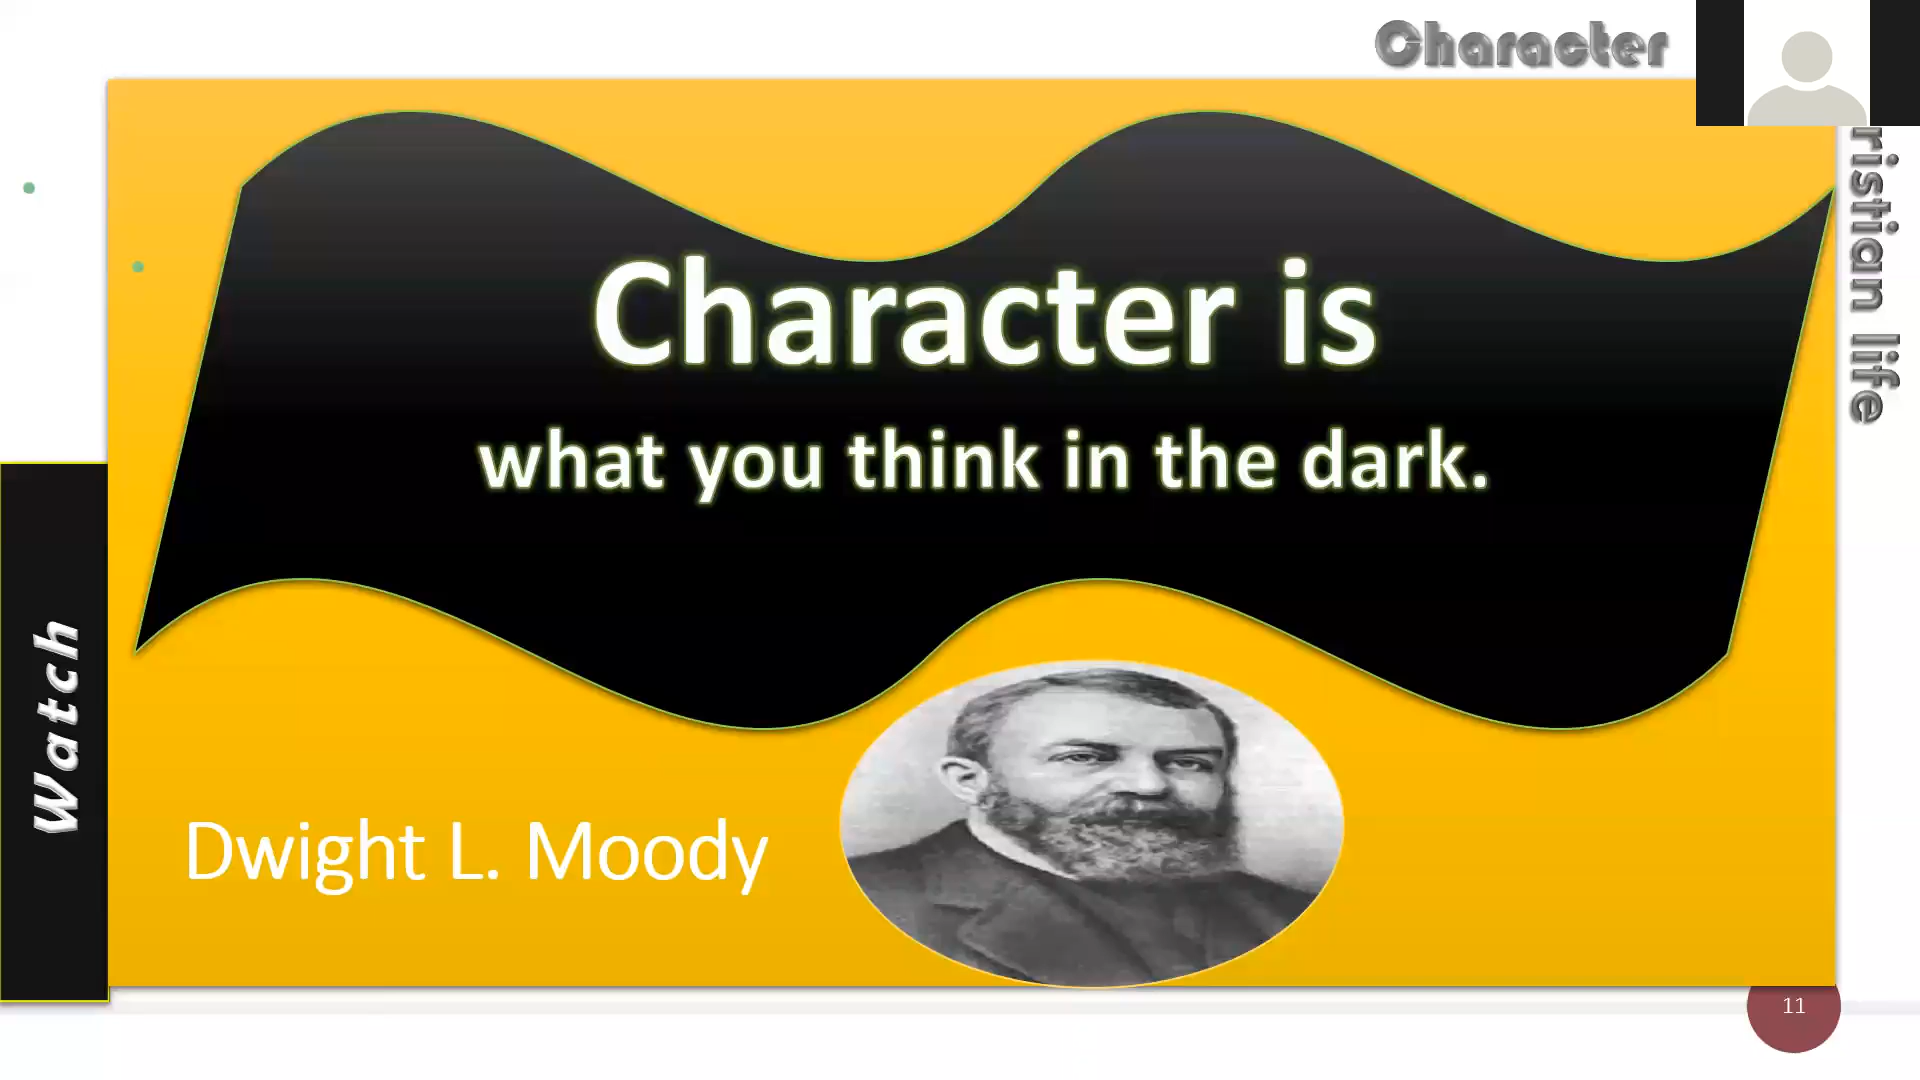 Character
ristian life
Character is
what you think in the dark.
Watch
Dwight L. Moody
11